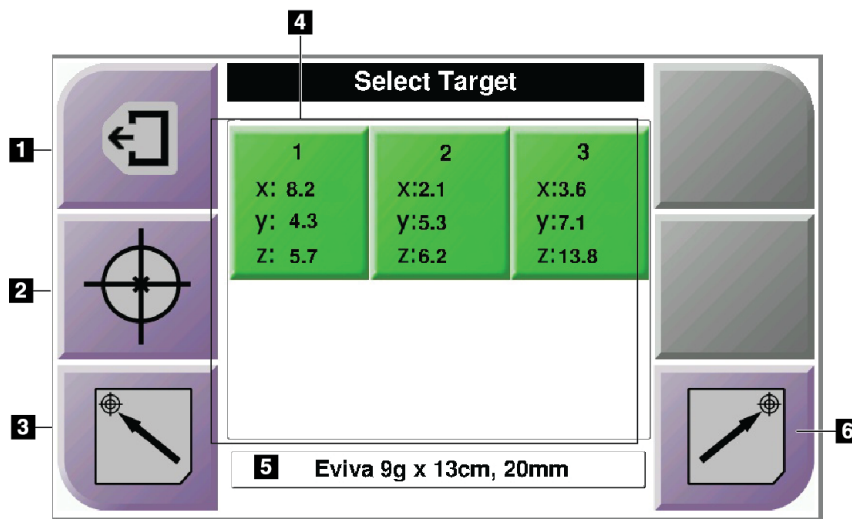 4
Select Target
1
2
3
6
1 2 3
x: 8.2 x:2.1 x:3.6
y: 4.3 y:5.3 y:7.1
z: 5.7 z:6.2 z:13.8
5 Eviva 9g x 13cm, 20mm